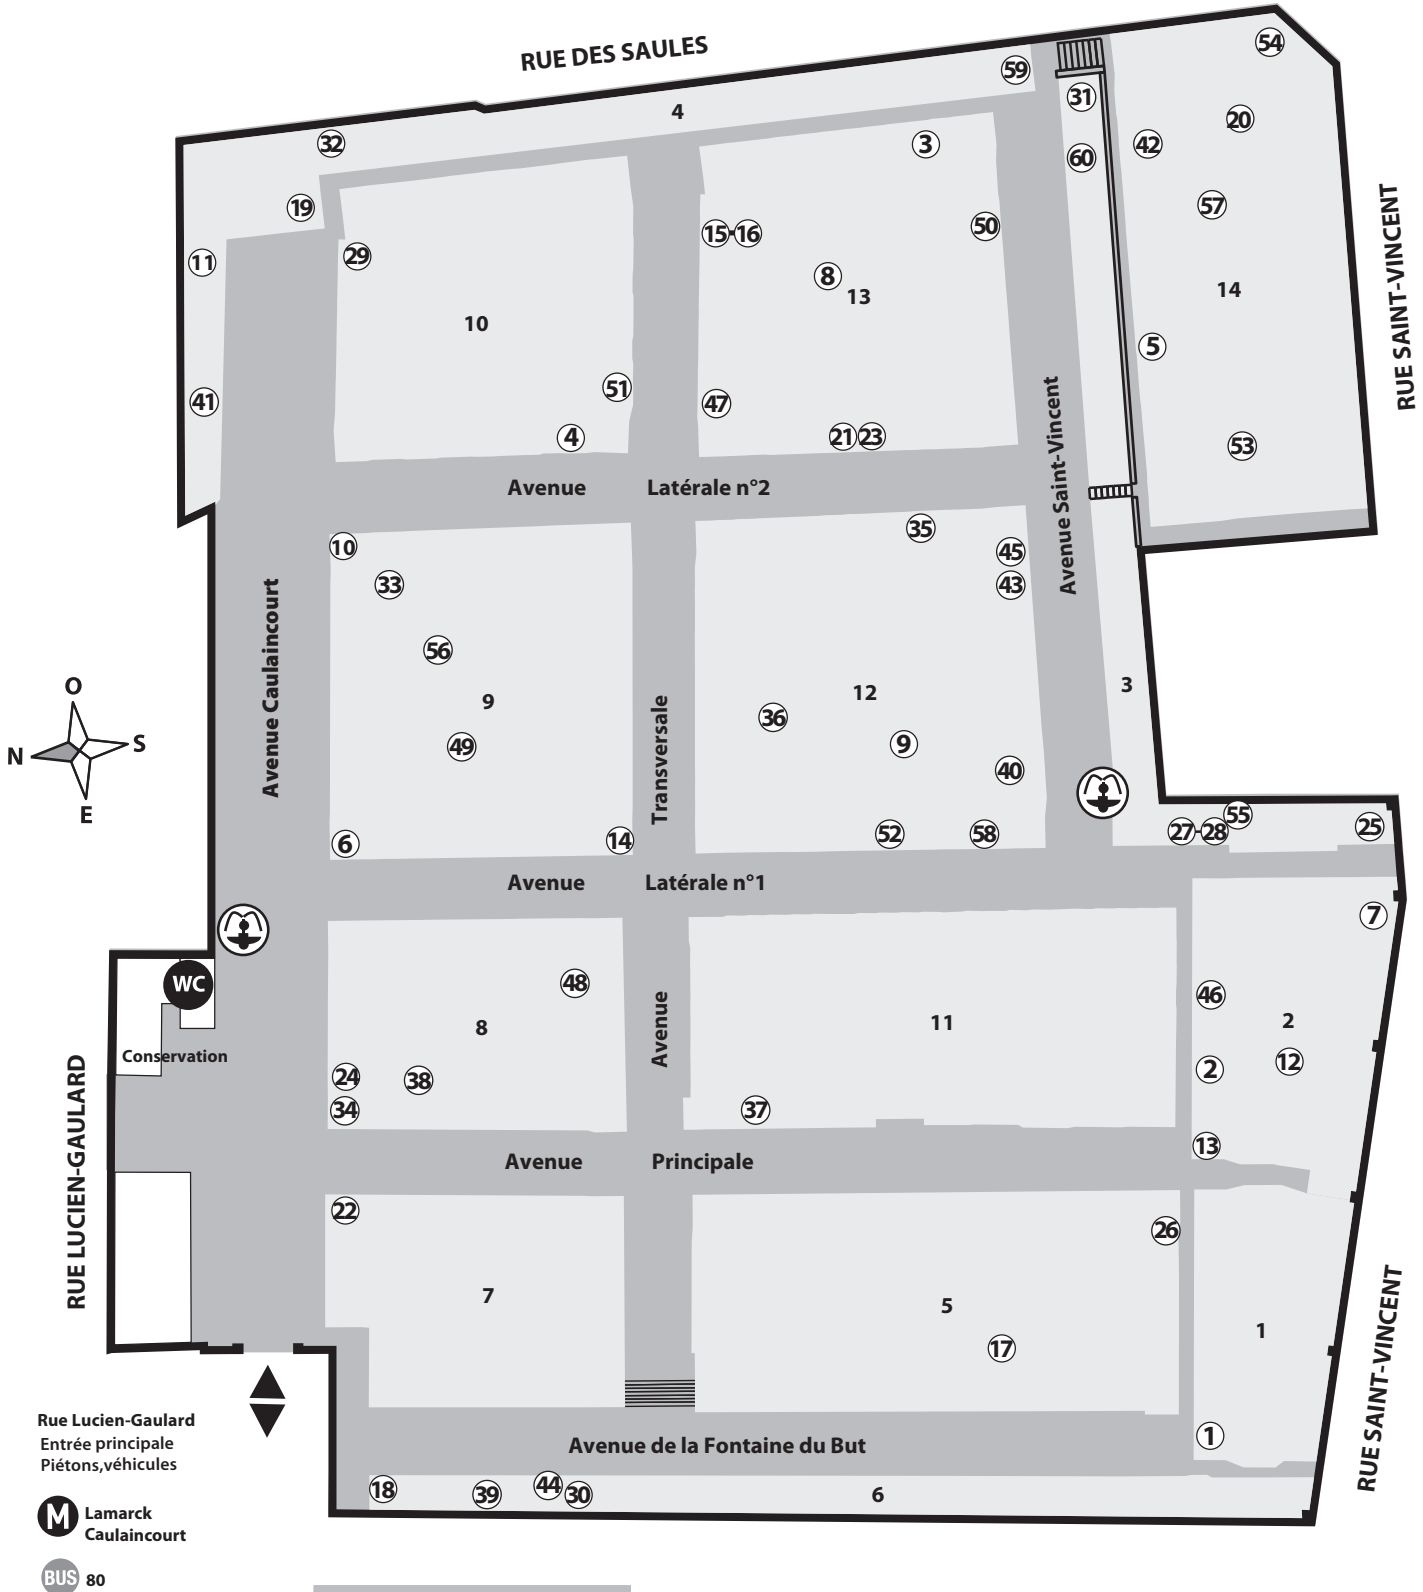 RUE DES SAULES
54
59
4
31
20
32
3
42
60
19
57
15-16
50
11
29
8
13
14
10
5
RUE SAINT-VINCENT
51
41
47
4
21 23
53
Avenue Saint-Vincent
Avenue Latérale n°2
35
10
45
33
43
Avenue Caulaincourt
56
O
N
S
E
9
12
3
36
49
9
40
Transversale
55
27-28
25
6
14
52
58
Avenue Latérale n°1
7
WC
48
46
8
11
2
Avenue
Conservation
24
38
2
12
34
37
13
RUE LUCIEN-GAULARD
Avenue Principale
22
26
7
5
1
17
RUE SAINT-VINCENT
Rue Lucien-Gaulard
Entrée principale
Piétons,véhicules
1
Avenue de la Fontaine du But
18
39
44
30
6
M Lamarck
Caulaincourt
BUS 80